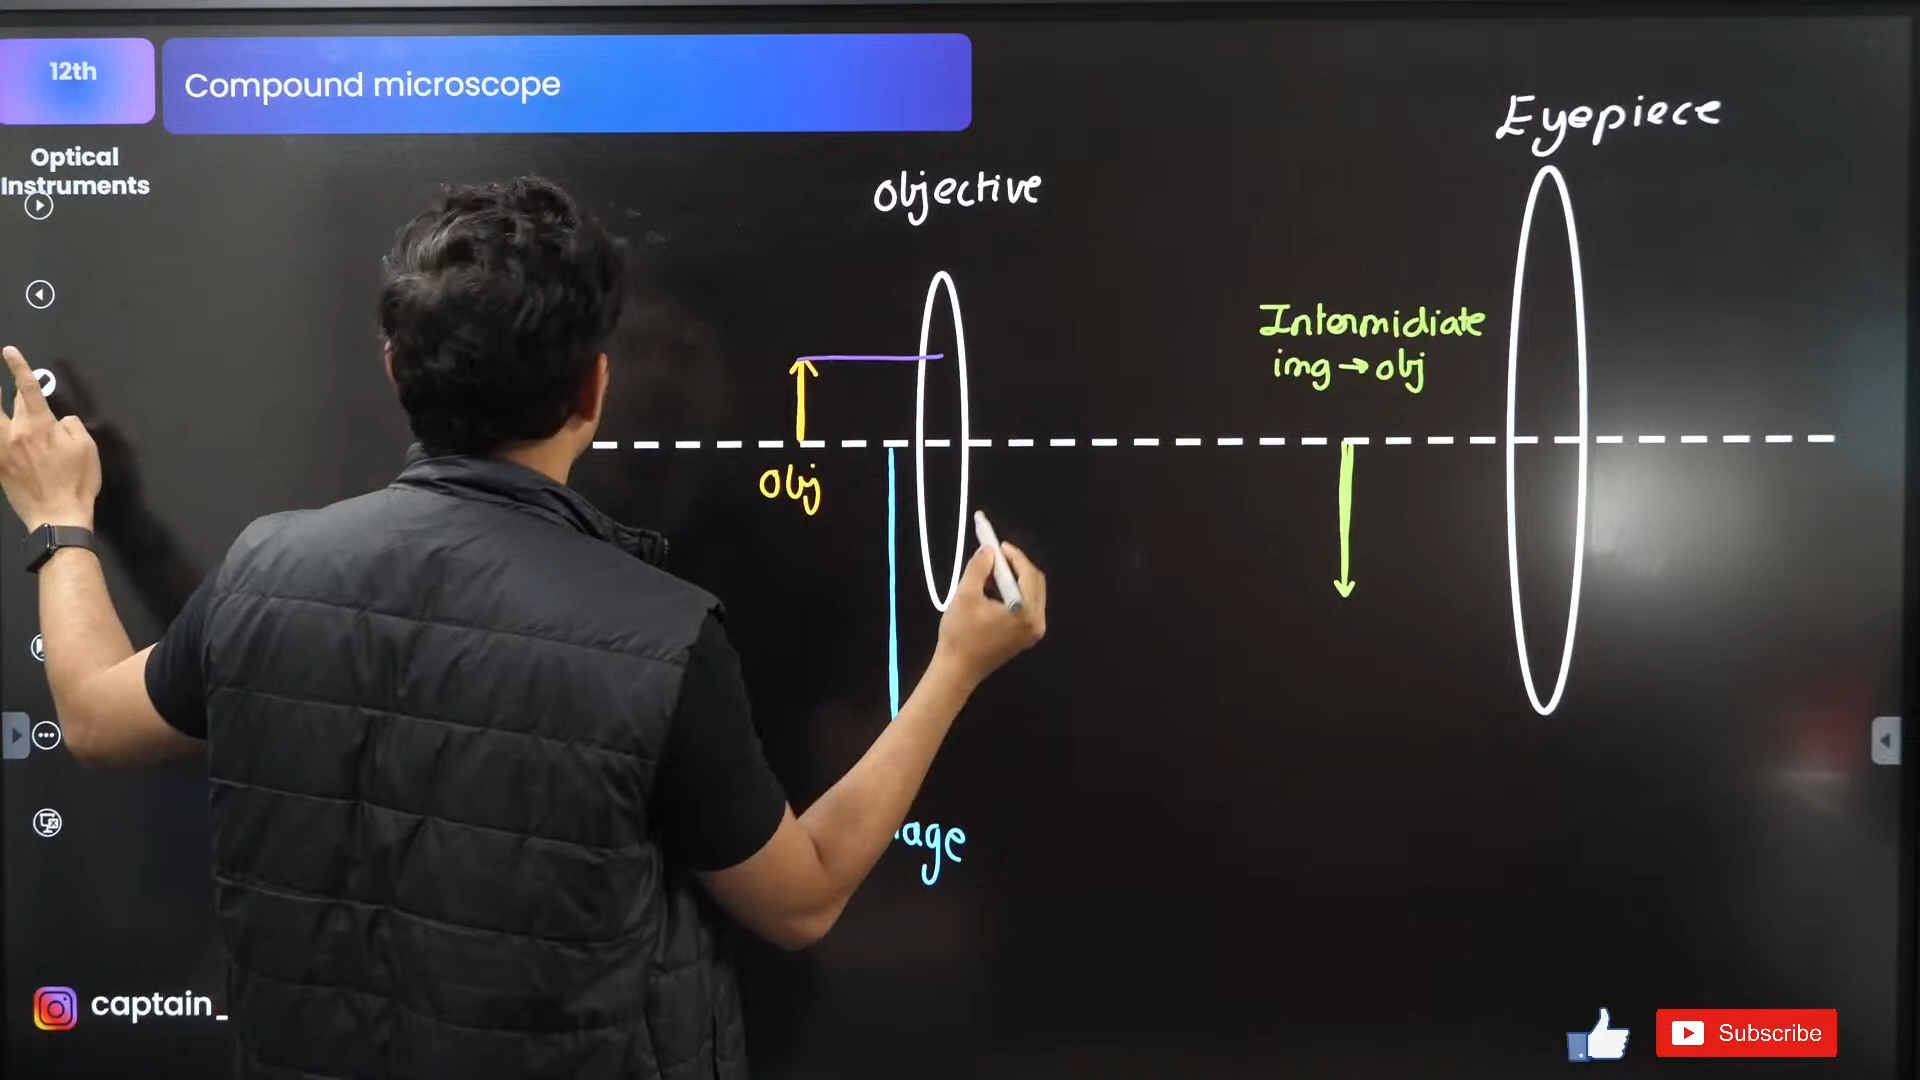 12th
Compound microscope
Optical
Instruments
Eyepiece
Objective
Intermidiate
img → obj
Obj
age
captain_
Subscribe